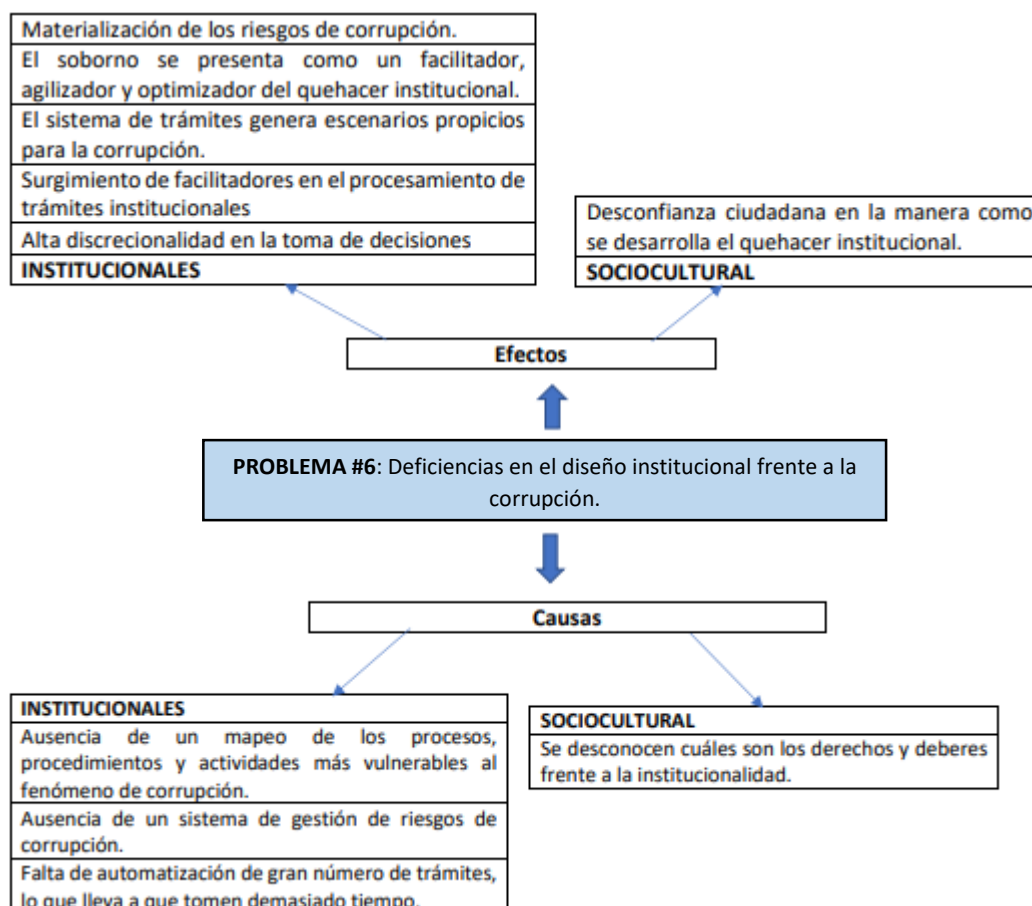 Materialización de los riesgos de corrupción.
El soborno se presenta como un facilitador,
agilizador y optimizador del quehacer institucional.
El sistema de trámites genera escenarios propicios
para la corrupción.
Surgimiento de facilitadores en el procesamiento de
trámites institucionales
Alta discrecionalidad en la toma de decisiones
INSTITUCIONALES
Desconfianza ciudadana en la manera como
se desarrolla el quehacer institucional.
SOCIOCULTURAL
Efectos
PROBLEMA #6: Deficiencias en el diseño institucional frente a la
corrupción.
Causas
INSTITUCIONALES
Ausencia de un mapeo de los procesos,
procedimientos y actividades más vulnerables al
fenómeno de corrupción.
Ausencia de un sistema de gestión de riesgos de
corrupción.
Falta de automatización de gran número de trámites,
lo que lleva a que tomen demasiado tiempo.
SOCIOCULTURAL
Se desconocen cuáles son los derechos y deberes
frente a la institucionalidad.